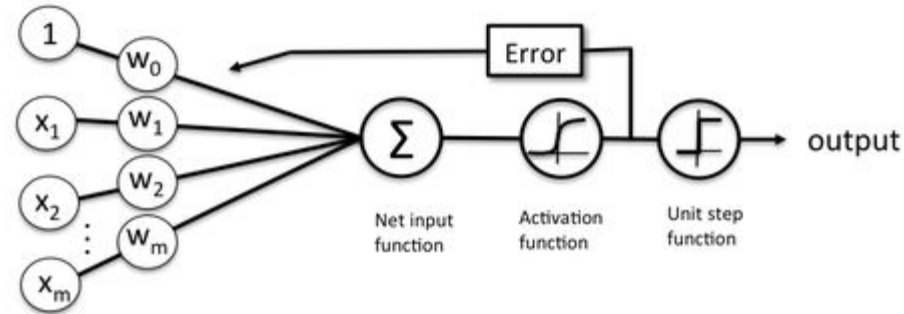 1
w0
Error
x1
w1
Σ
output
x2
w2
⋮
wm
xm
Net input
function
Activation
function
Unit step
function